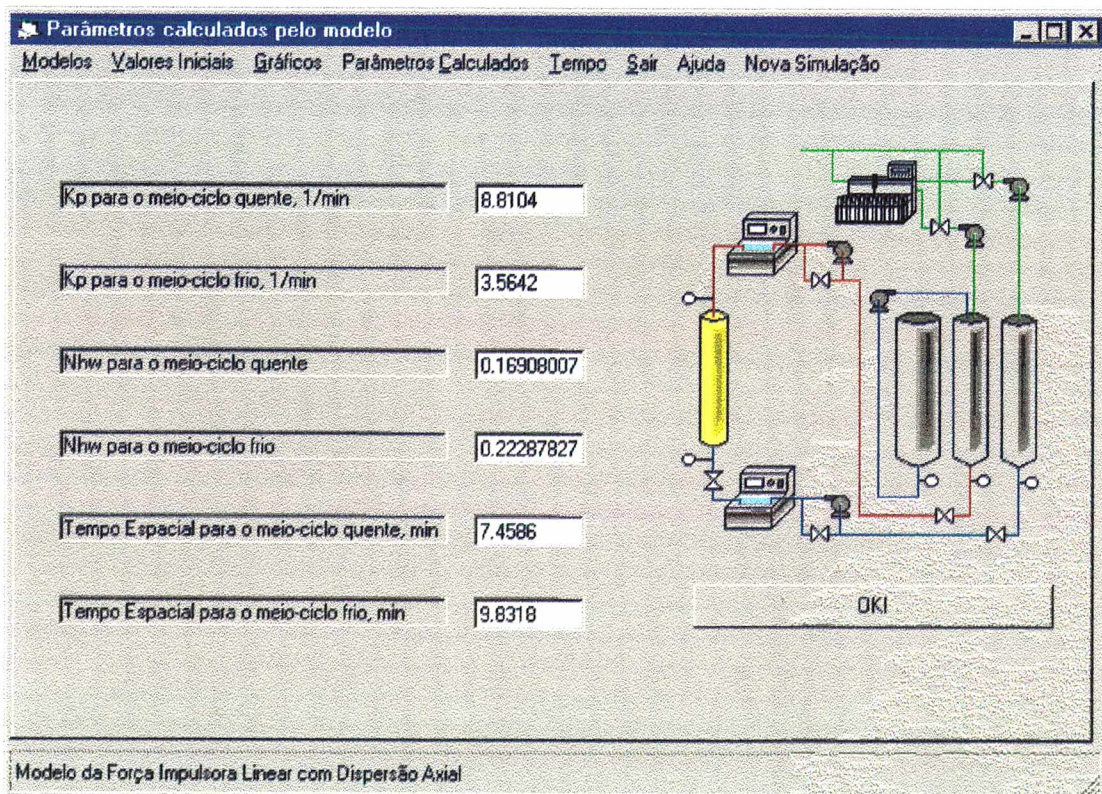 Parâmetros calculados pelo modelo
Modelos Valores Iniciais Gráficos Parâmetros Calculados Tempo Sair Ajuda Nova Simulação
Kp para o meio-ciclo quente, 1/min 8.8104
Kp para o meio-ciclo frio, 1/min 3.5642
Nhw para o meio-ciclo quente 0.16908007
Nhw para o meio-ciclo frio 0.22287827
Tempo Espacial para o meio-ciclo quente, min 7.4586
Tempo Espacial para o meio-ciclo frio, min 9.8318
OK!
Modelo da Força Impulsora Linear com Dispersão Axial